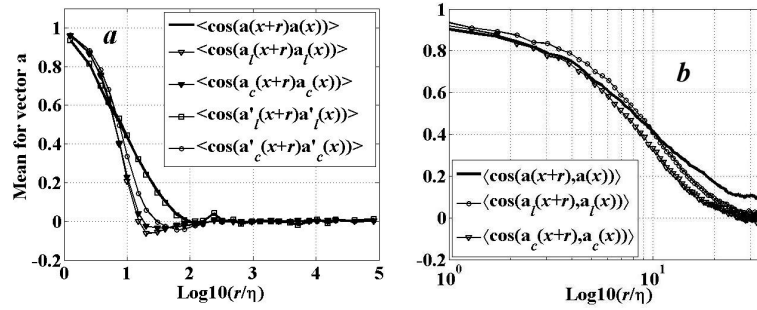 a
Mean for vector a
1
0.8
0.6
0.4
0.2
0
-0.2
0 1 2 3 4 5
Log10(r/η)
<cos(a(x+r)a(x))>
<cos(a_l(x+r)a_l(x))>
<cos(a_c(x+r)a_c(x))>
<cos(a'_l(x+r)a'_l(x))>
<cos(a'_c(x+r)a'_c(x))>
b
1
0.8
0.6
0.4
0.2
0
-0.2
10^0 10^1
Log10(r/η)
⟨cos(a(x+r),a(x))⟩
⟨cos(a_l(x+r),a_l(x))⟩
⟨cos(a_c(x+r),a_c(x))⟩